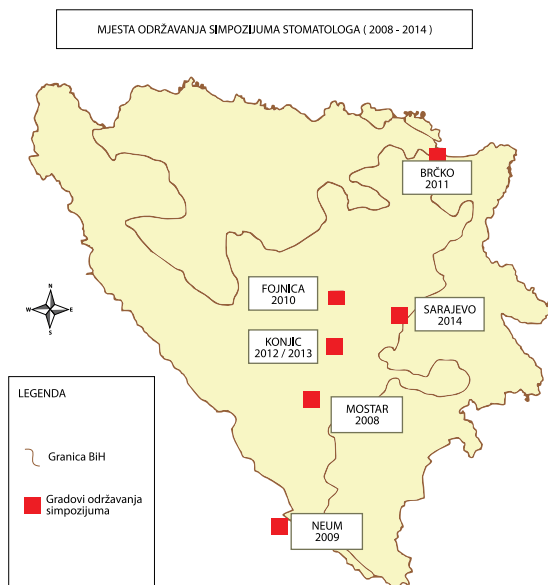 MJESTA ODRŽAVANJA SIMPOZIJUMA STOMATOLOGA ( 2008 - 2014 )
BRČKO
2011
FOJNICA
2010
SARAJEVO
2014
KONJIC
2012 / 2013
MOSTAR
2008
NEUM
2009
N
W
E
S
LEGENDA
Granica BiH
Gradovi održavanja
simpozijuma